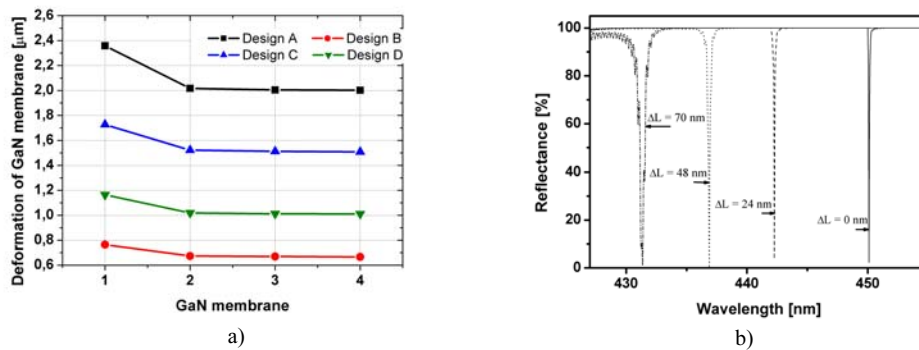 Deformation of GaN membrane [µm]
2,6
2,4
2,2
2,0
1,8
1,6
1,4
1,2
1,0
0,8
0,6
Design A
Design B
Design C
Design D
1
2
3
4
GaN membrane
a)
Reflectance [%]
100
80
60
40
20
0
ΔL = 70 nm
ΔL = 48 nm
ΔL = 24 nm
ΔL = 0 nm
430
440
450
Wavelength [nm]
b)